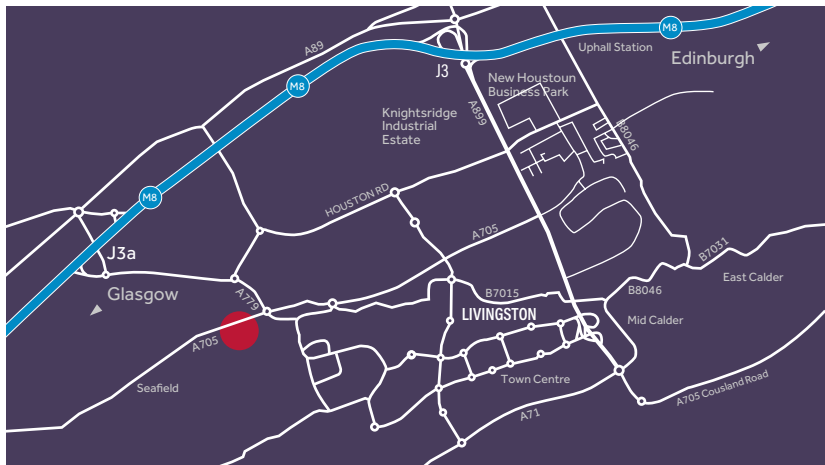 M8
A89
Uphall Station
Edinburgh
J3
New Houstoun
Business Park
M8
A899
Knightsridge
Industrial
Estate
B8046
M8
HOUSTON RD
A705
J3a
B7031
East Calder
Glasgow
A779
B7015
B8046
LIVINGSTON
Mid Calder
A705
Seafield
Town Centre
A705 Cousland Road
A71